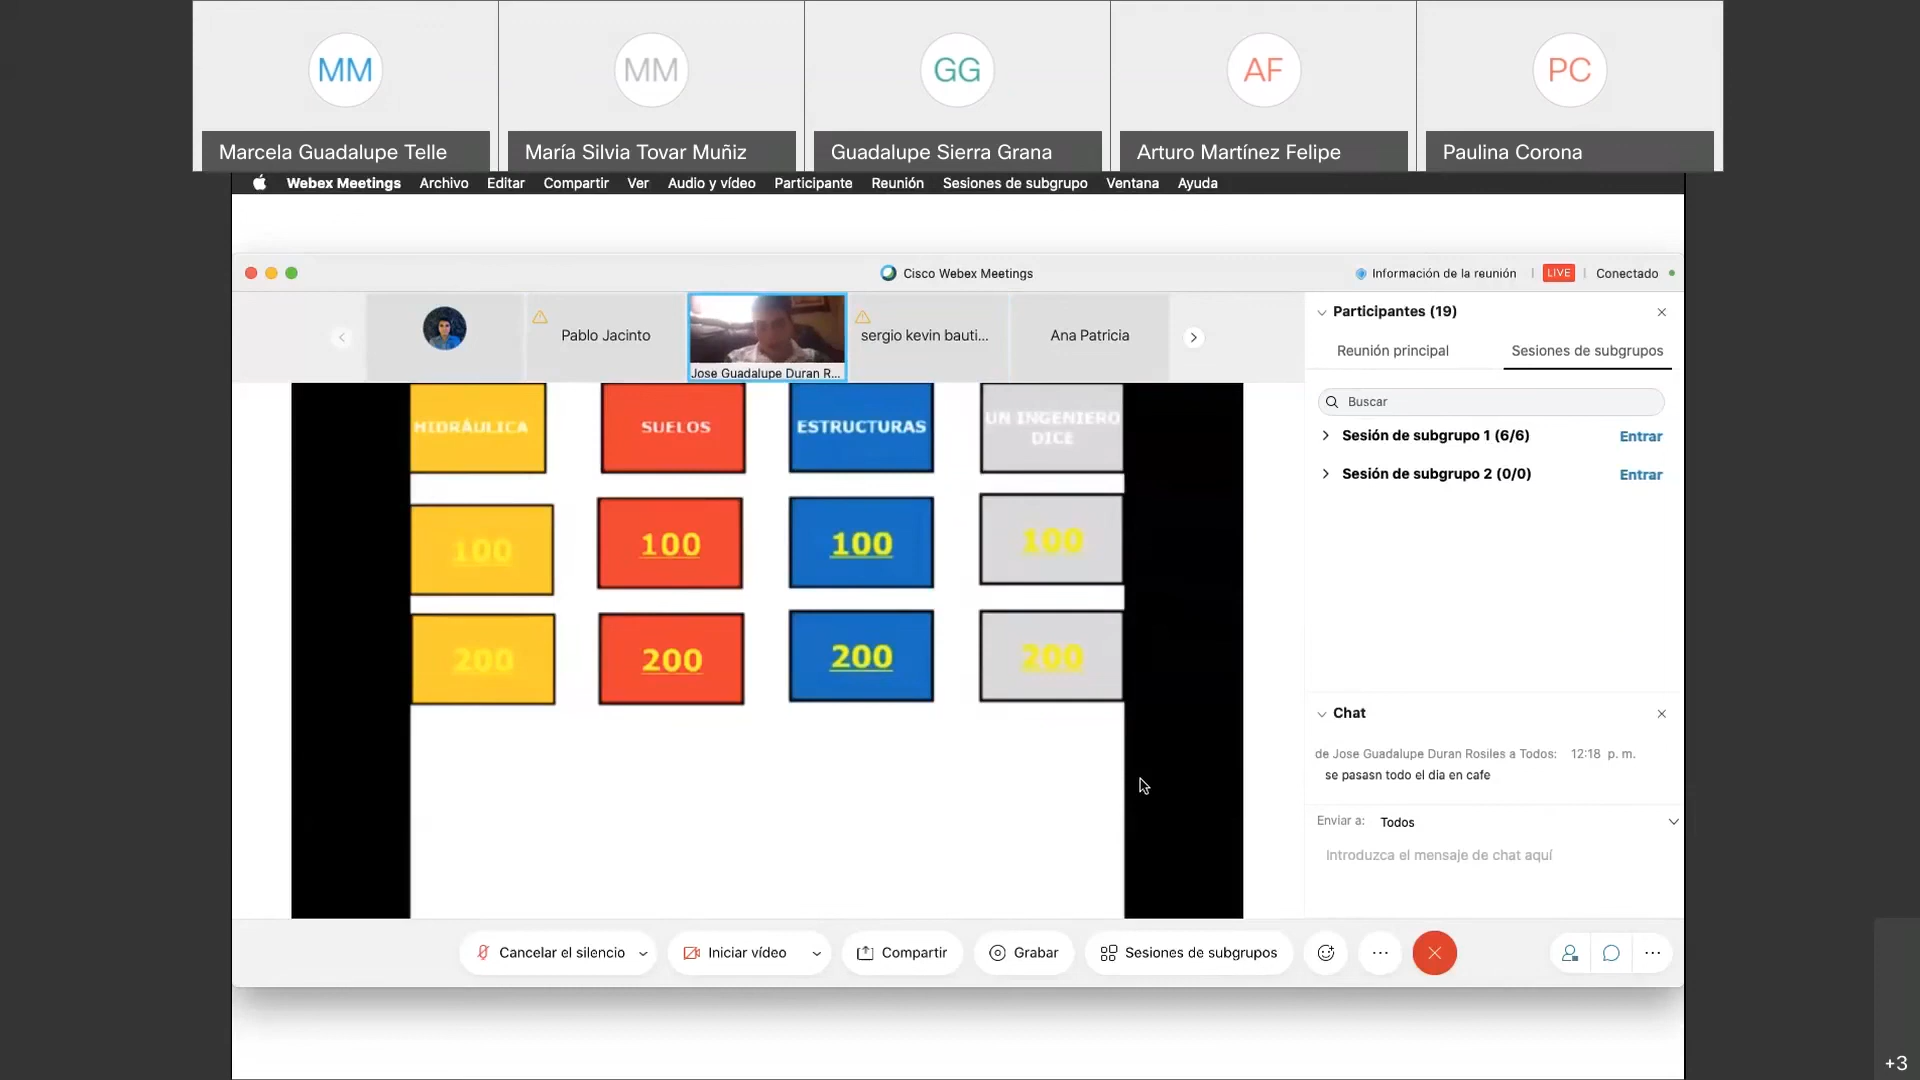 MM
MM
GG
AF
PC
Marcela Guadalupe Telle
María Silvia Tovar Muñiz
Guadalupe Sierra Grana
Arturo Martínez Felipe
Paulina Corona
Webex Meetings Archivo Editar Compartir Ver Audio y vídeo Participante Reunión Sesiones de subgrupo Ventana Ayuda
Cisco Webex Meetings
Información de la reunión
LIVE
Conectado
Pablo Jacinto
Jose Guadalupe Duran R...
sergio kevin bauti...
Ana Patricia
HIDRÁULICA
SUELOS
ESTRUCTURAS
UN INGENIERO
DICE
100
100
100
100
200
200
200
200
Participantes (19)
Reunión principal
Sesiones de subgrupos
Buscar
Sesión de subgrupo 1 (6/6) Entrar
Sesión de subgrupo 2 (0/0) Entrar
Chat
de Jose Guadalupe Duran Rosiles a Todos: 12:18 p. m.
se pasasn todo el dia en cafe
Enviar a: Todos
Introduzca el mensaje de chat aquí
Cancelar el silencio
Iniciar vídeo
Compartir
Grabar
Sesiones de subgrupos
+3